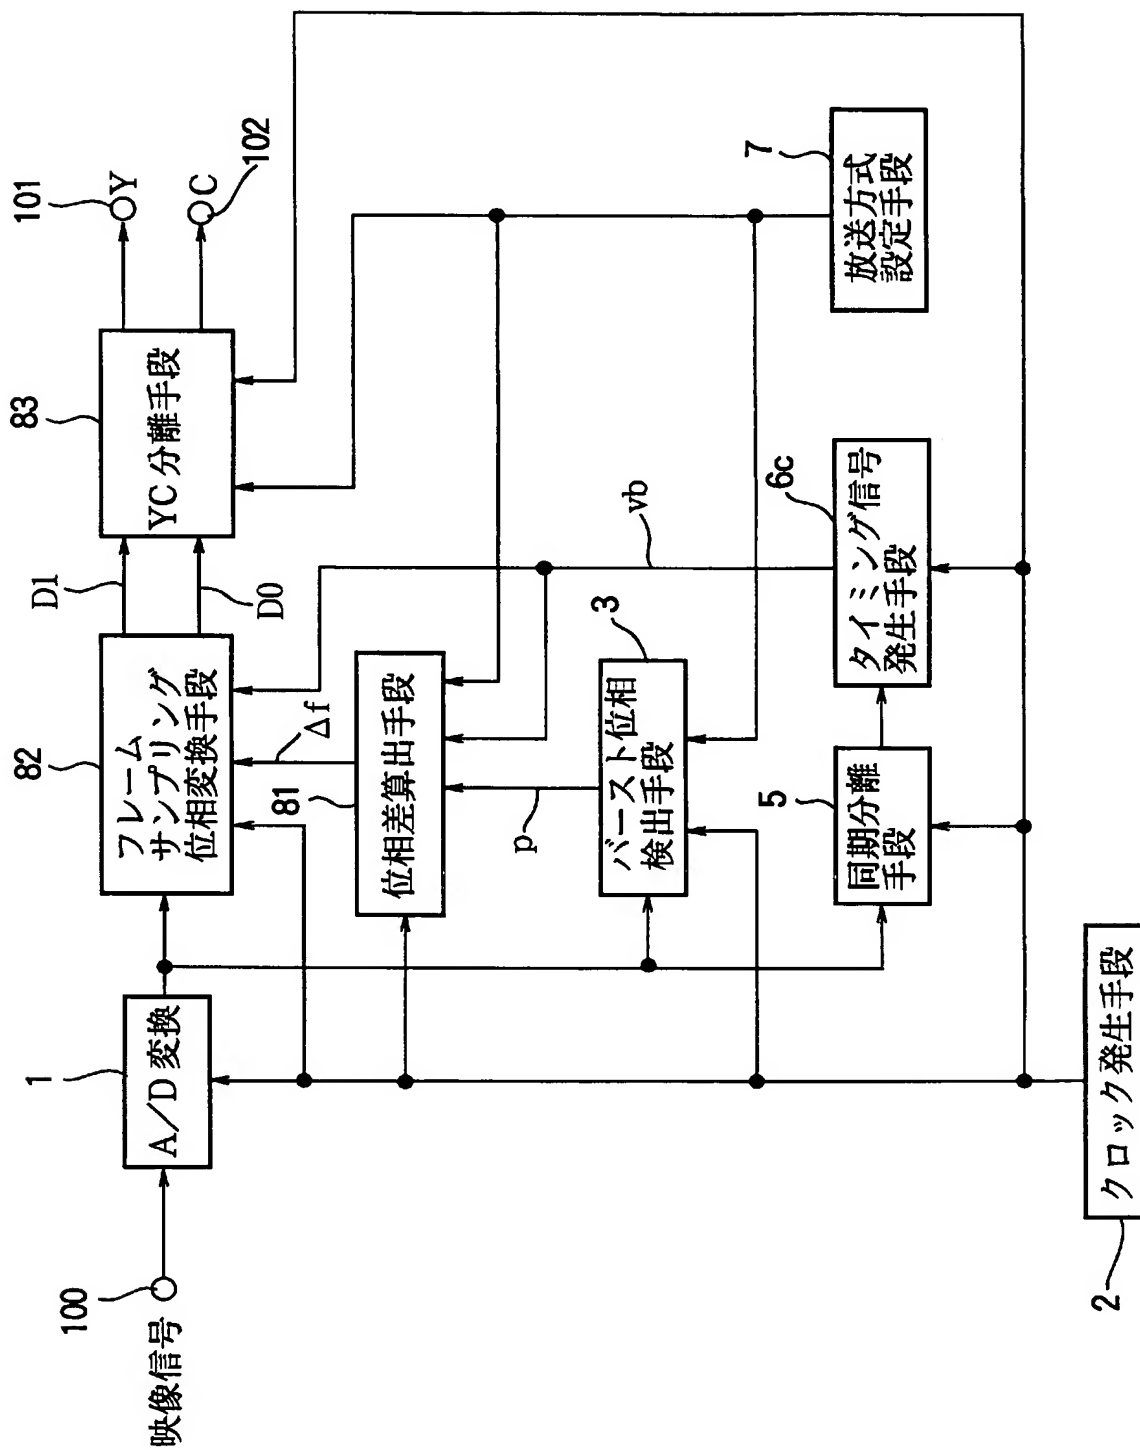 映像信号
100
1
A/D 変換
82
フレーム
サンプリング
位相変換手段
D1
D0
83
YC 分離手段
101
Y
C
102
81
位相差算出手段
Δf
p
3
バースト位相
検出手段
vb
5
同期分離
手段
6c
タイミング信号
発生手段
7
放送方式
設定手段
2
クロック発生手段